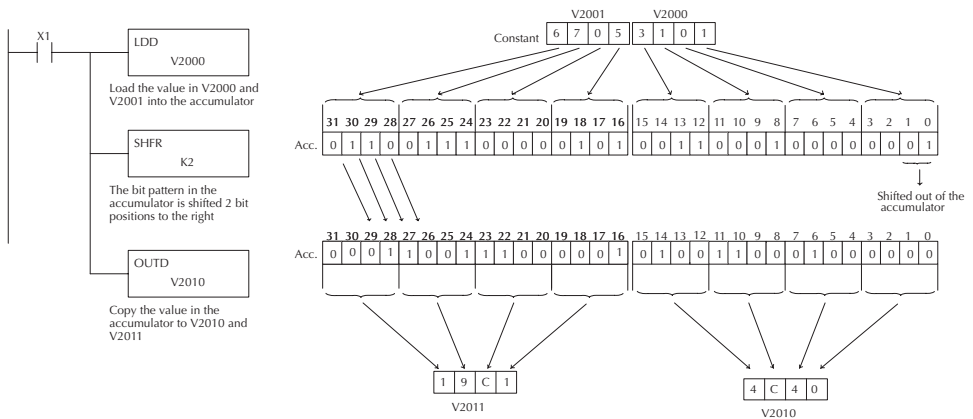 X1
LDD
V2000
Load the value in V2000 and
V2001 into the accumulator
SHFR
K2
The bit pattern in the
accumulator is shifted 2 bit
positions to the right
OUTD
V2010
Copy the value in the
accumulator to V2010 and
V2011
V2001 V2000
Constant 6 7 0 5 3 1 0 1
31 30 29 28 27 26 25 24 23 22 21 20 19 18 17 16 15 14 13 12 11 10 9 8 7 6 5 4 3 2 1 0
Acc. 0 1 1 0 0 1 1 1 0 0 0 0 0 1 0 1 0 0 1 1 0 0 0 1 0 0 0 0 0 0 0 1
Shifted out of the
accumulator
31 30 29 28 27 26 25 24 23 22 21 20 19 18 17 16 15 14 13 12 11 10 9 8 7 6 5 4 3 2 1 0
Acc. 0 0 0 1 1 0 0 1 1 1 0 0 0 0 0 1 0 1 0 0 1 1 0 0 0 1 0 0 0 0 0 0
1 9 C 1
V2011
4 C 4 0
V2010